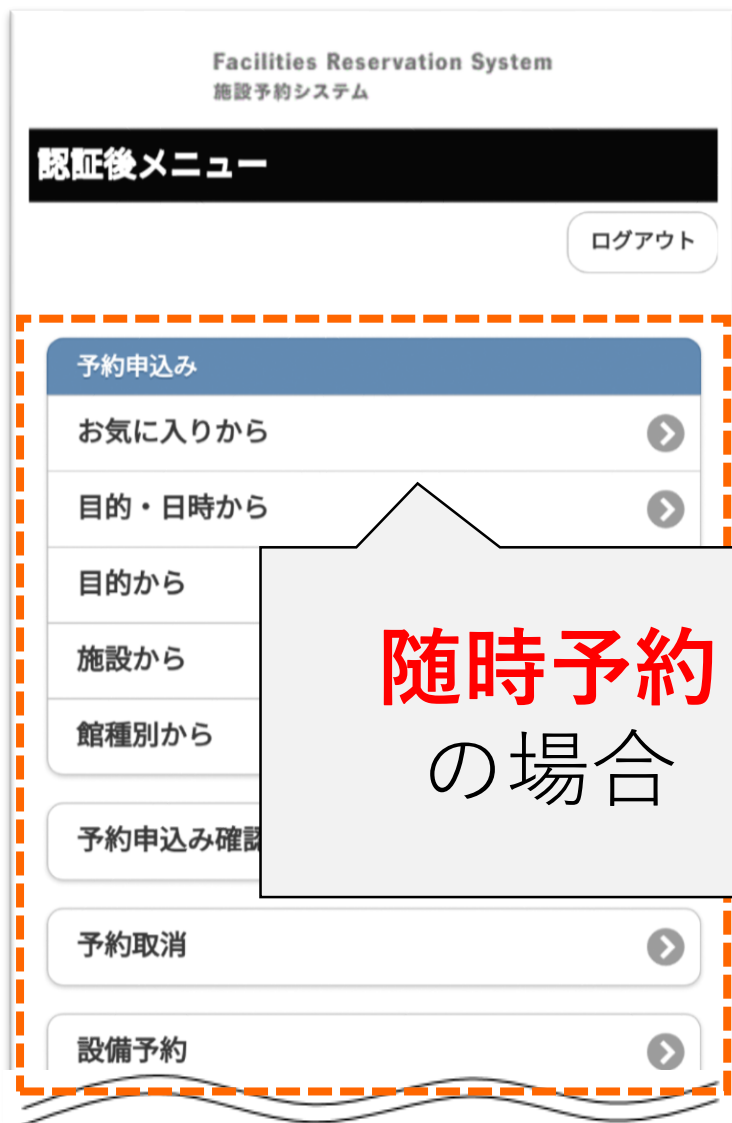 Facilities Reservation System
施設予約システム
認証後メニュー
ログアウト
予約申込み
お気に入りから
目的・日時から
目的から
施設から
館種別から
随時予約
の場合
予約申込み確認
予約取消
設備予約